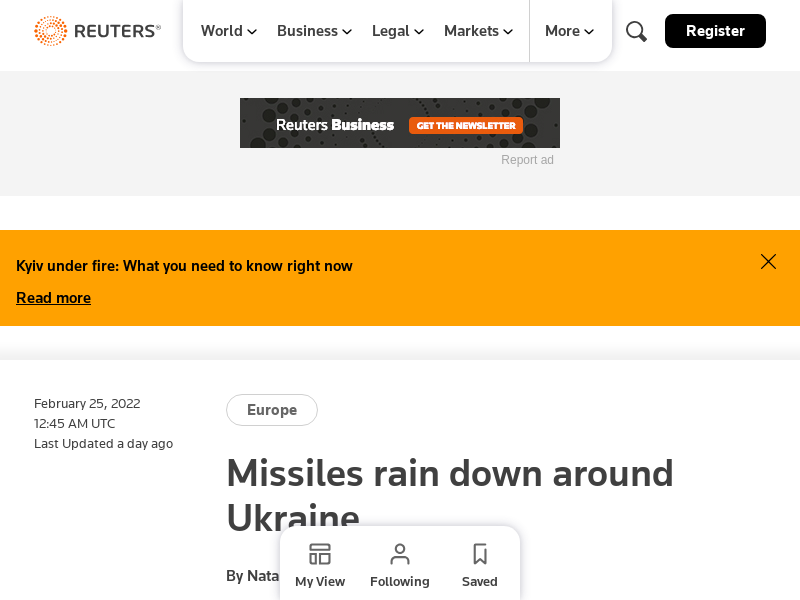 REUTERS®
World
Business
Legal
Markets
More
Register
Reuters Business
GET THE NEWSLETTER
Report ad
Kyiv under fire: What you need to know right now
Read more
February 25, 2022
12:45 AM UTC
Last Updated a day ago
Europe
Missiles rain down around
Ukraine
By Nata
My View
Following
Saved